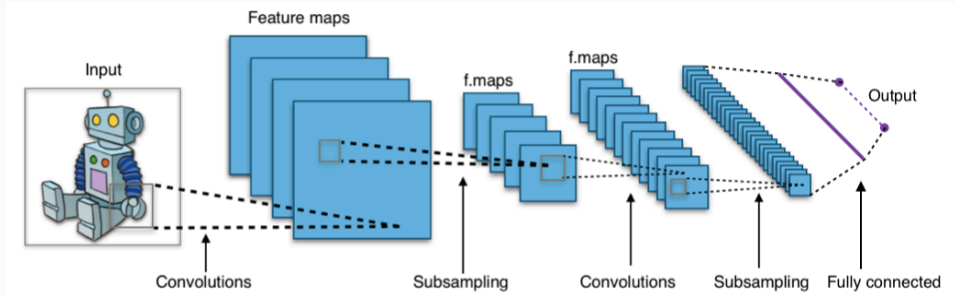 Feature maps
Input
f.maps
f.maps
Output
Convolutions
Subsampling
Convolutions
Subsampling
Fully connected